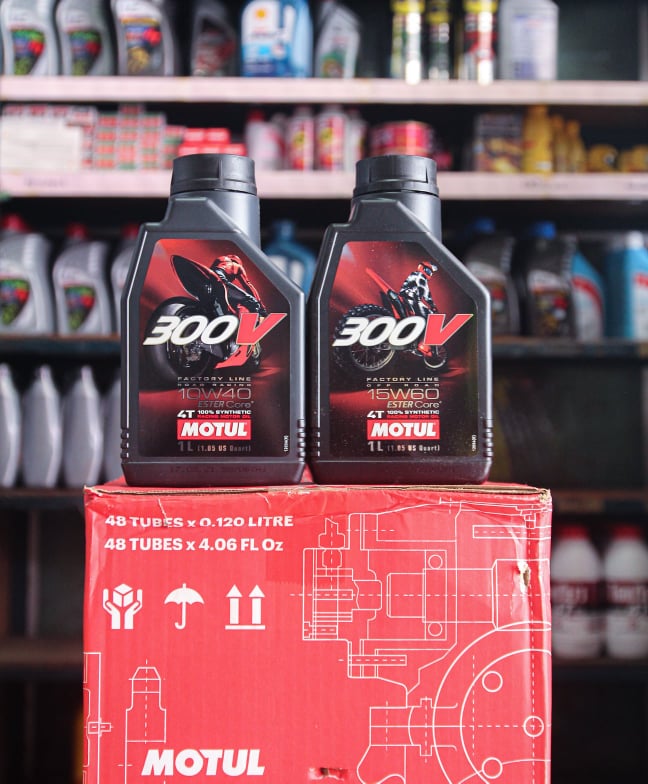 300V
FACTORY LINE
ROAD RACING
10W40
ESTER Core®
4T 100% SYNTHETIC
RACING MOTOR OIL
MOTUL
1L (1.05 US Quart)
300V
FACTORY LINE
OFF ROAD
15W60
ESTER Core®
4T 100% SYNTHETIC
RACING MOTOR OIL
MOTUL
1L (1.05 US Quart)
48 TUBES x 0.120 LITRE
48 TUBES x 4.06 FL Oz
MOTUL